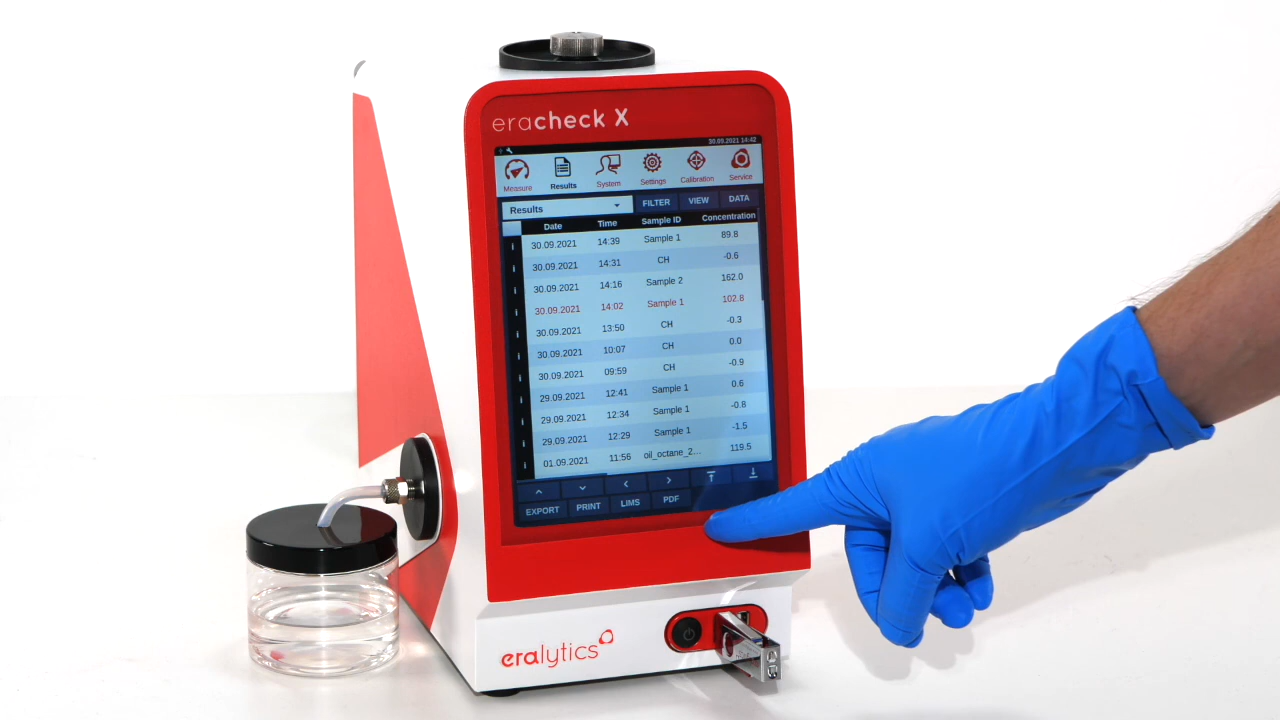 eracheck X
30.09.2021 14:42
Measure Results System Settings Calibration Service
Results FILTER VIEW DATA
Date Time Sample ID Concentration
i 30.09.2021 14:39 Sample 1 89.8
i 30.09.2021 14:31 CH -0.6
i 30.09.2021 14:16 Sample 2 162.0
i 30.09.2021 14:02 Sample 1 102.8
i 30.09.2021 13:50 CH -0.3
i 30.09.2021 10:07 CH 0.0
i 30.09.2021 09:59 CH -0.9
i 29.09.2021 12:41 Sample 1 0.6
i 29.09.2021 12:34 Sample 1 -0.8
i 29.09.2021 12:29 Sample 1 -1.5
i 01.09.2021 11:56 oil_octane_2... 119.5
EXPORT PRINT LIMS PDF
eralytics